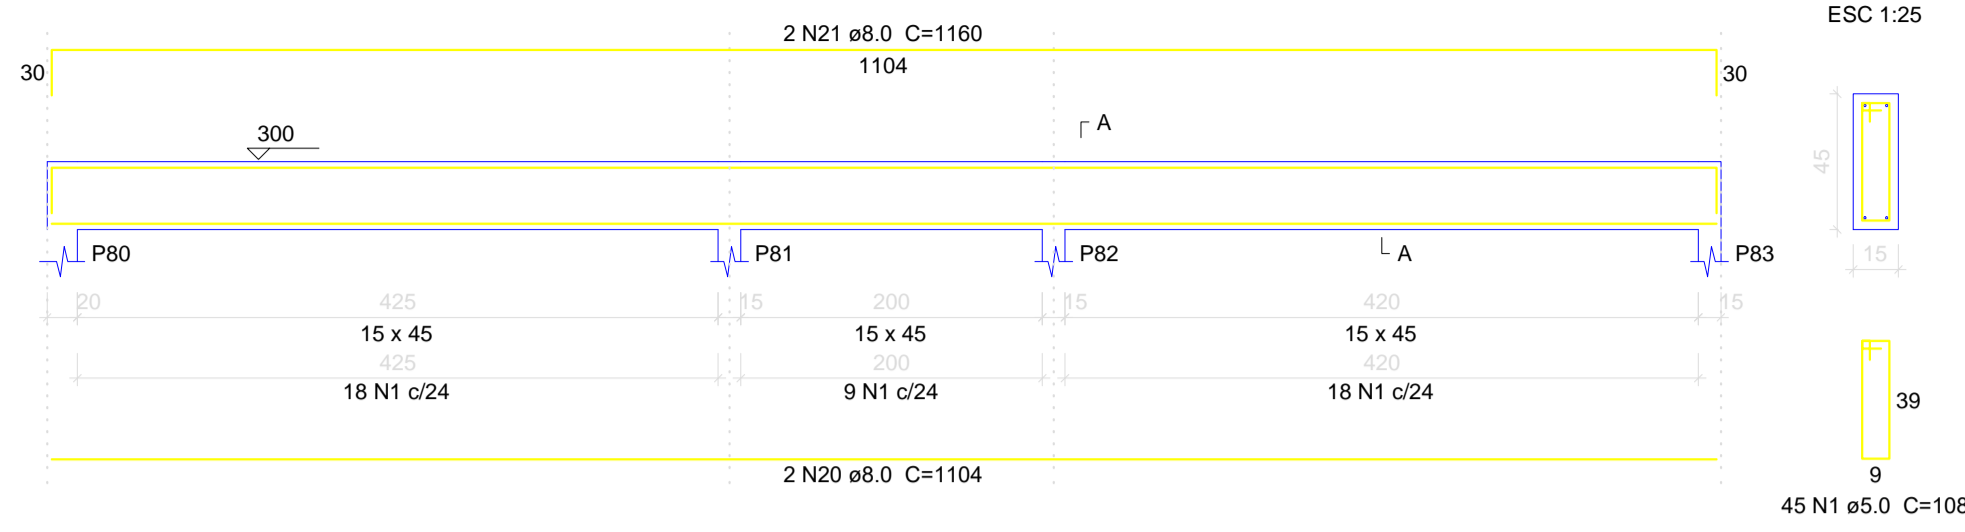 ESC 1:25
2 N21 ø8.0 C=1160
30
1104
30
300
A
45
P80
P81
P82
A
P83
15
20
425
15
200
15
420
15
15 x 45
15 x 45
15 x 45
425
200
420
18 N1 c/24
9 N1 c/24
18 N1 c/24
39
2 N20 ø8.0 C=1104
9
45 N1 ø5.0 C=108